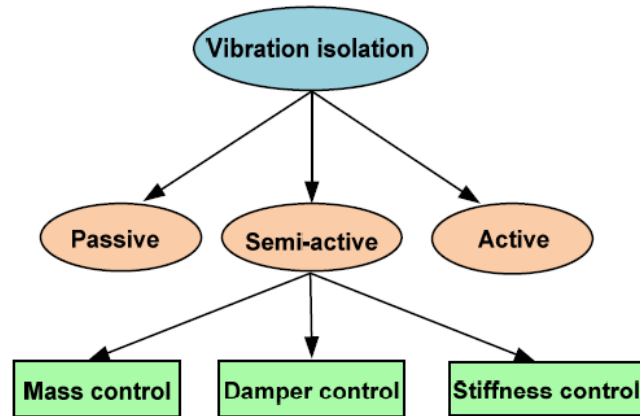 Vibration isolation
Passive
Semi-active
Active
Mass control
Damper control
Stiffness control